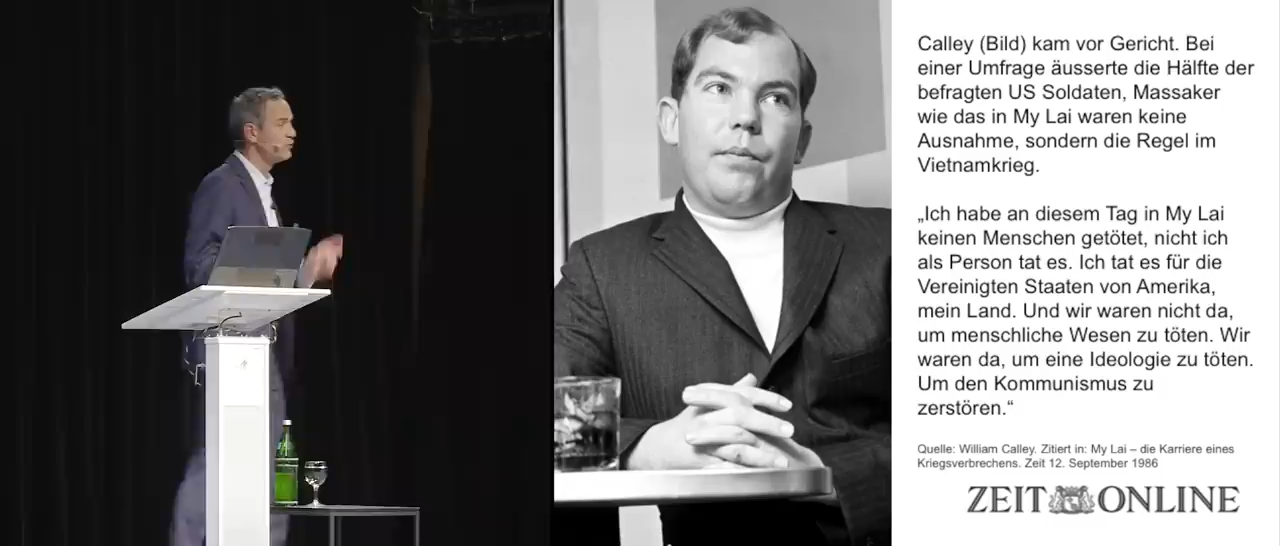 Calley (Bild) kam vor Gericht. Bei
einer Umfrage äusserte die Hälfte der
befragten US Soldaten, Massaker
wie das in My Lai waren keine
Ausnahme, sondern die Regel im
Vietnamkrieg.
„Ich habe an diesem Tag in My Lai
keinen Menschen getötet, nicht ich
als Person tat es. Ich tat es für die
Vereinigten Staaten von Amerika,
mein Land. Und wir waren nicht da,
um menschliche Wesen zu töten. Wir
waren da, um eine Ideologie zu töten.
Um den Kommunismus zu
zerstören.“
Quelle: William Calley. Zitiert in: My Lai – die Karriere eines
Kriegsverbrechens. Zeit 12. September 1986
ZEIT ONLINE